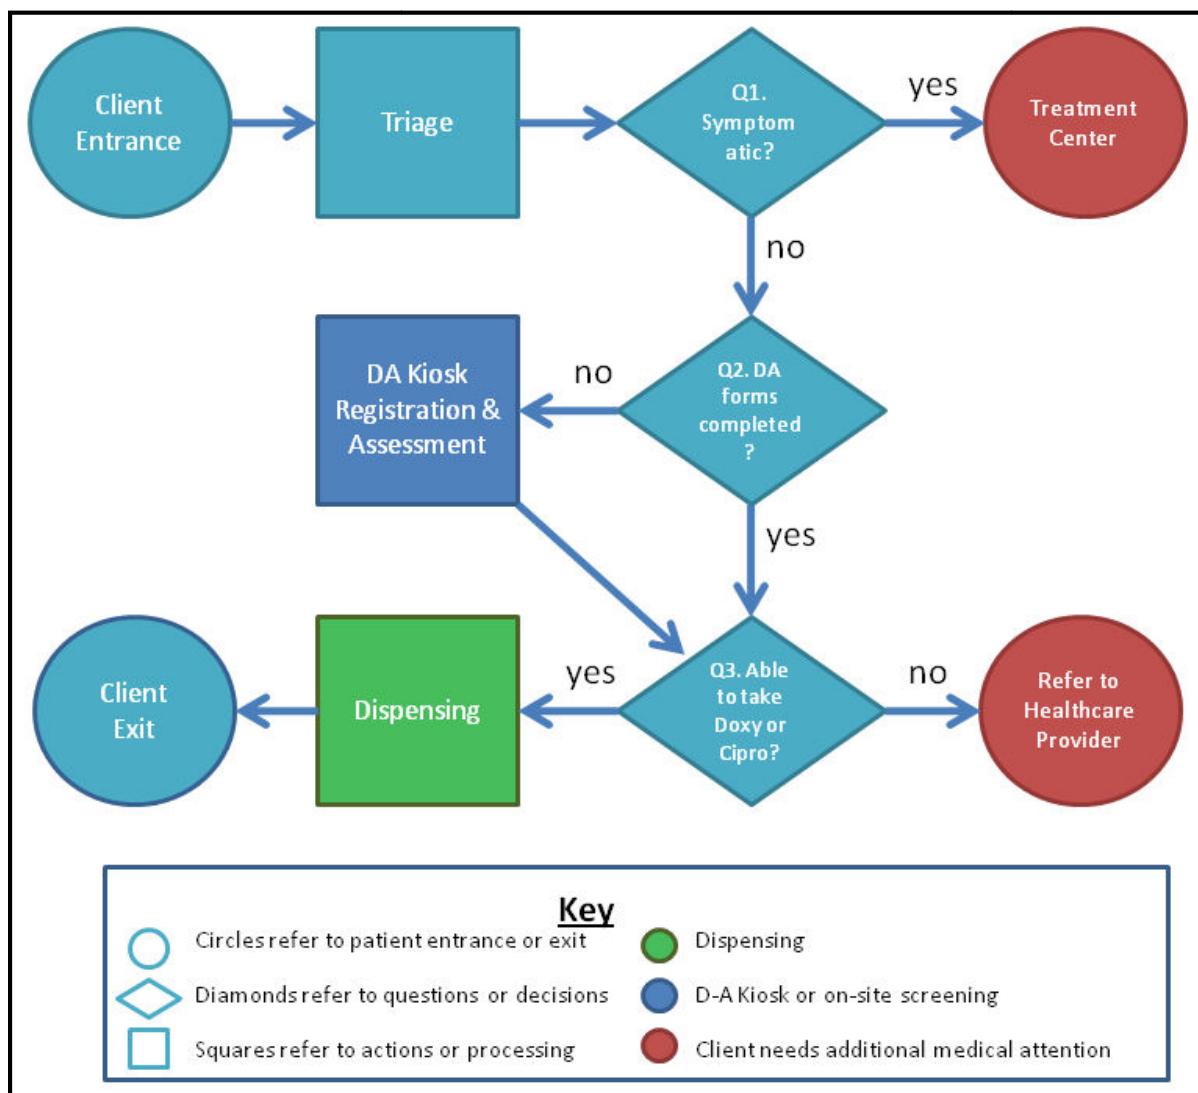 Client
Entrance
Triage
Q1.
Symptom
atic?
yes
Treatment
Center
no
DA Kiosk
Registration &
Assessment
no
Q2. DA
forms
completed
?
yes
Client
Exit
Dispensing
yes
Q3. Able
to take
Doxy or
Cipro?
no
Refer to
Healthcare
Provider
Key
Circles refer to patient entrance or exit
Dispensing
Diamonds refer to questions or decisions
D-A Kiosk or on-site screening
Squares refer to actions or processing
Client needs additional medical attention